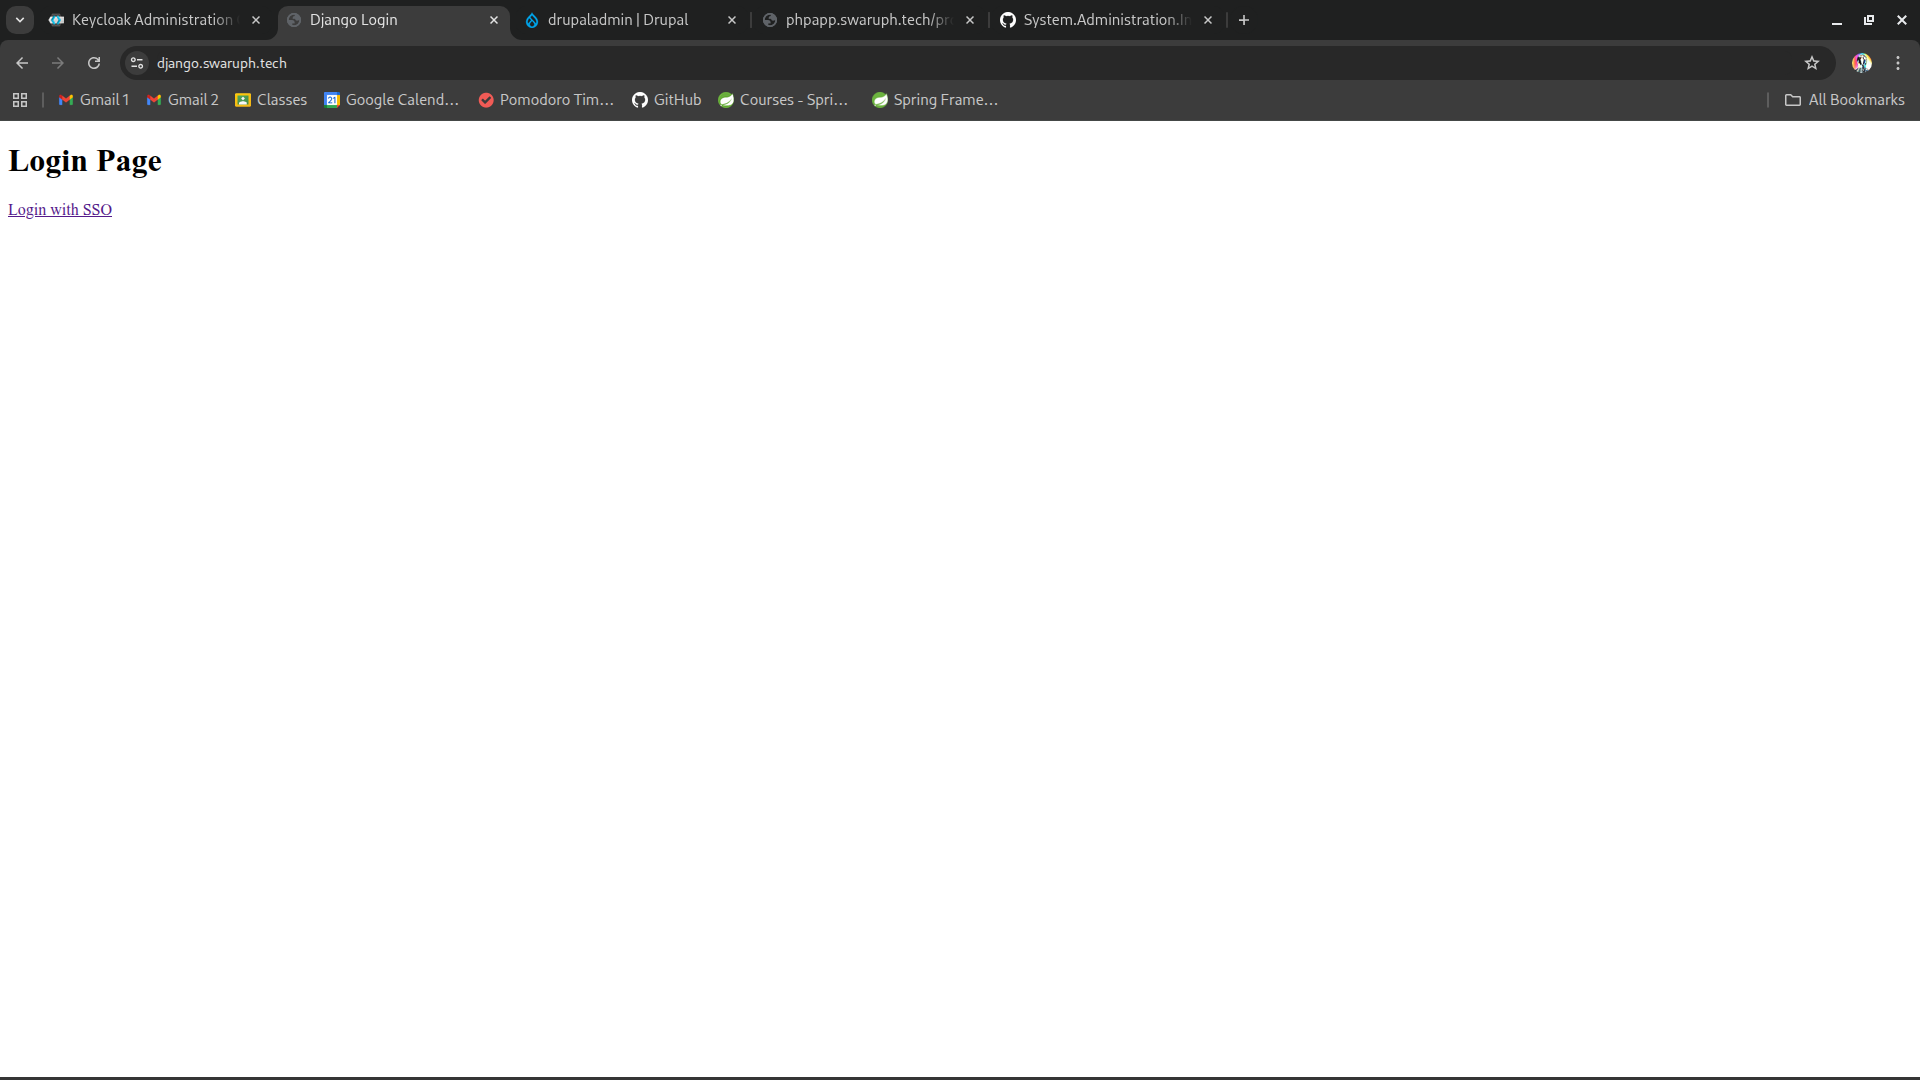 Keycloak Administration
Django Login
drupaladmin | Drupal
phpapp.swaruph.tech/pr
System.Administration.In
django.swaruph.tech
Gmail 1
Gmail 2
Classes
21
Google Calend...
Pomodoro Tim...
GitHub
Courses - Spri...
Spring Frame...
All Bookmarks
Login Page
Login with SSO